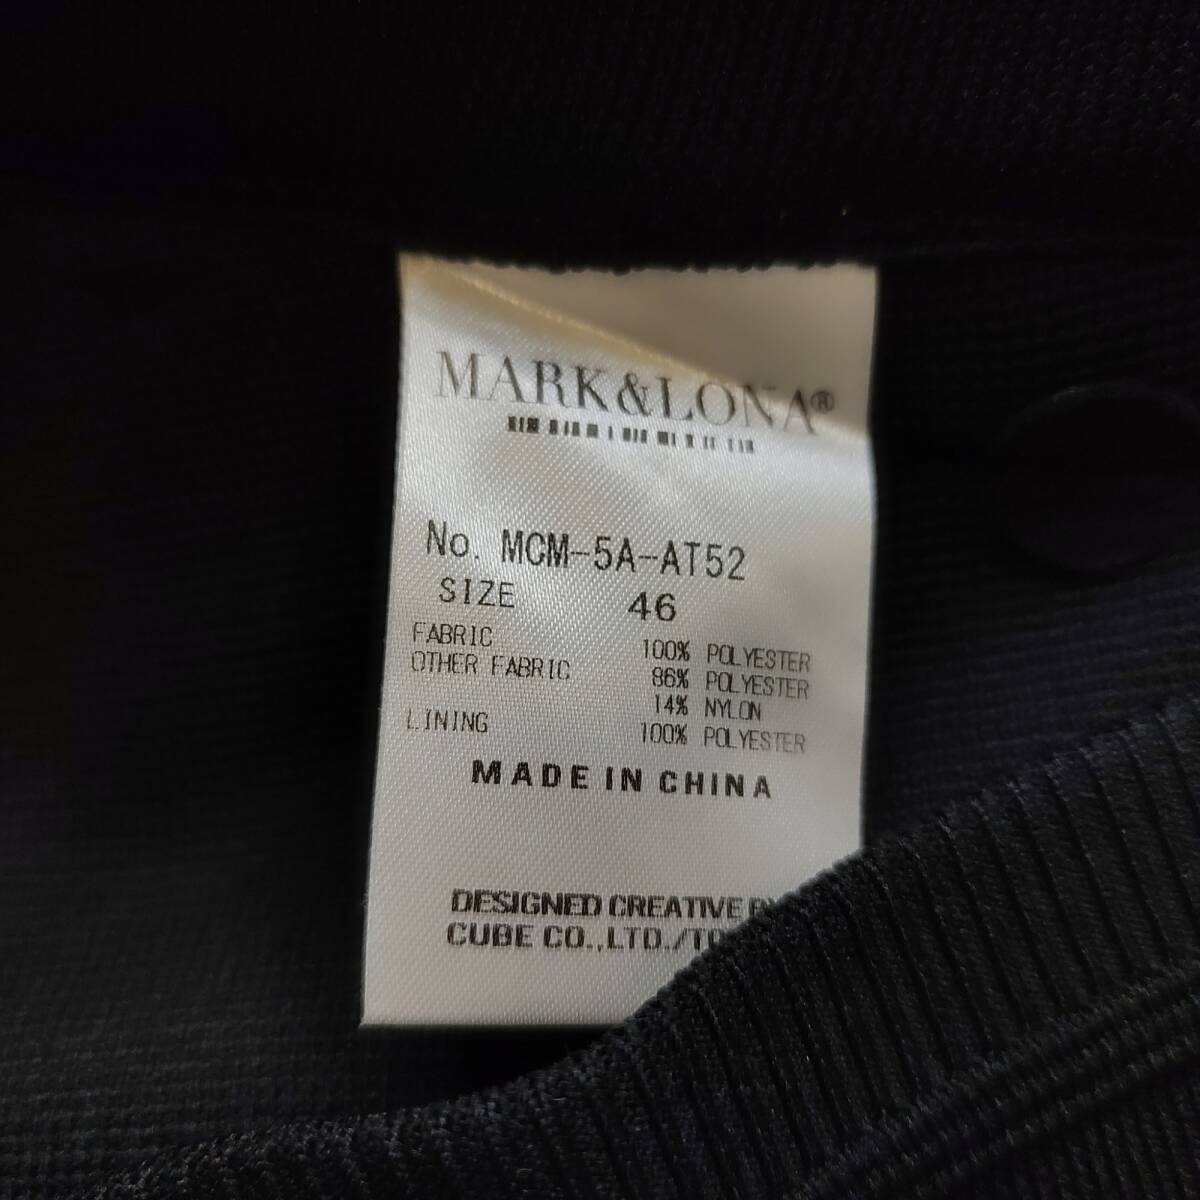 MARK&LONA®
No. MCM-5A-AT52
SIZE 46
FABRIC 100% POLYESTER
OTHER FABRIC 86% POLYESTER
14% NYLON
LINING 100% POLYESTER
MADE IN CHINA
DESIGNED CREATIVE
CUBE CO.,LTD./